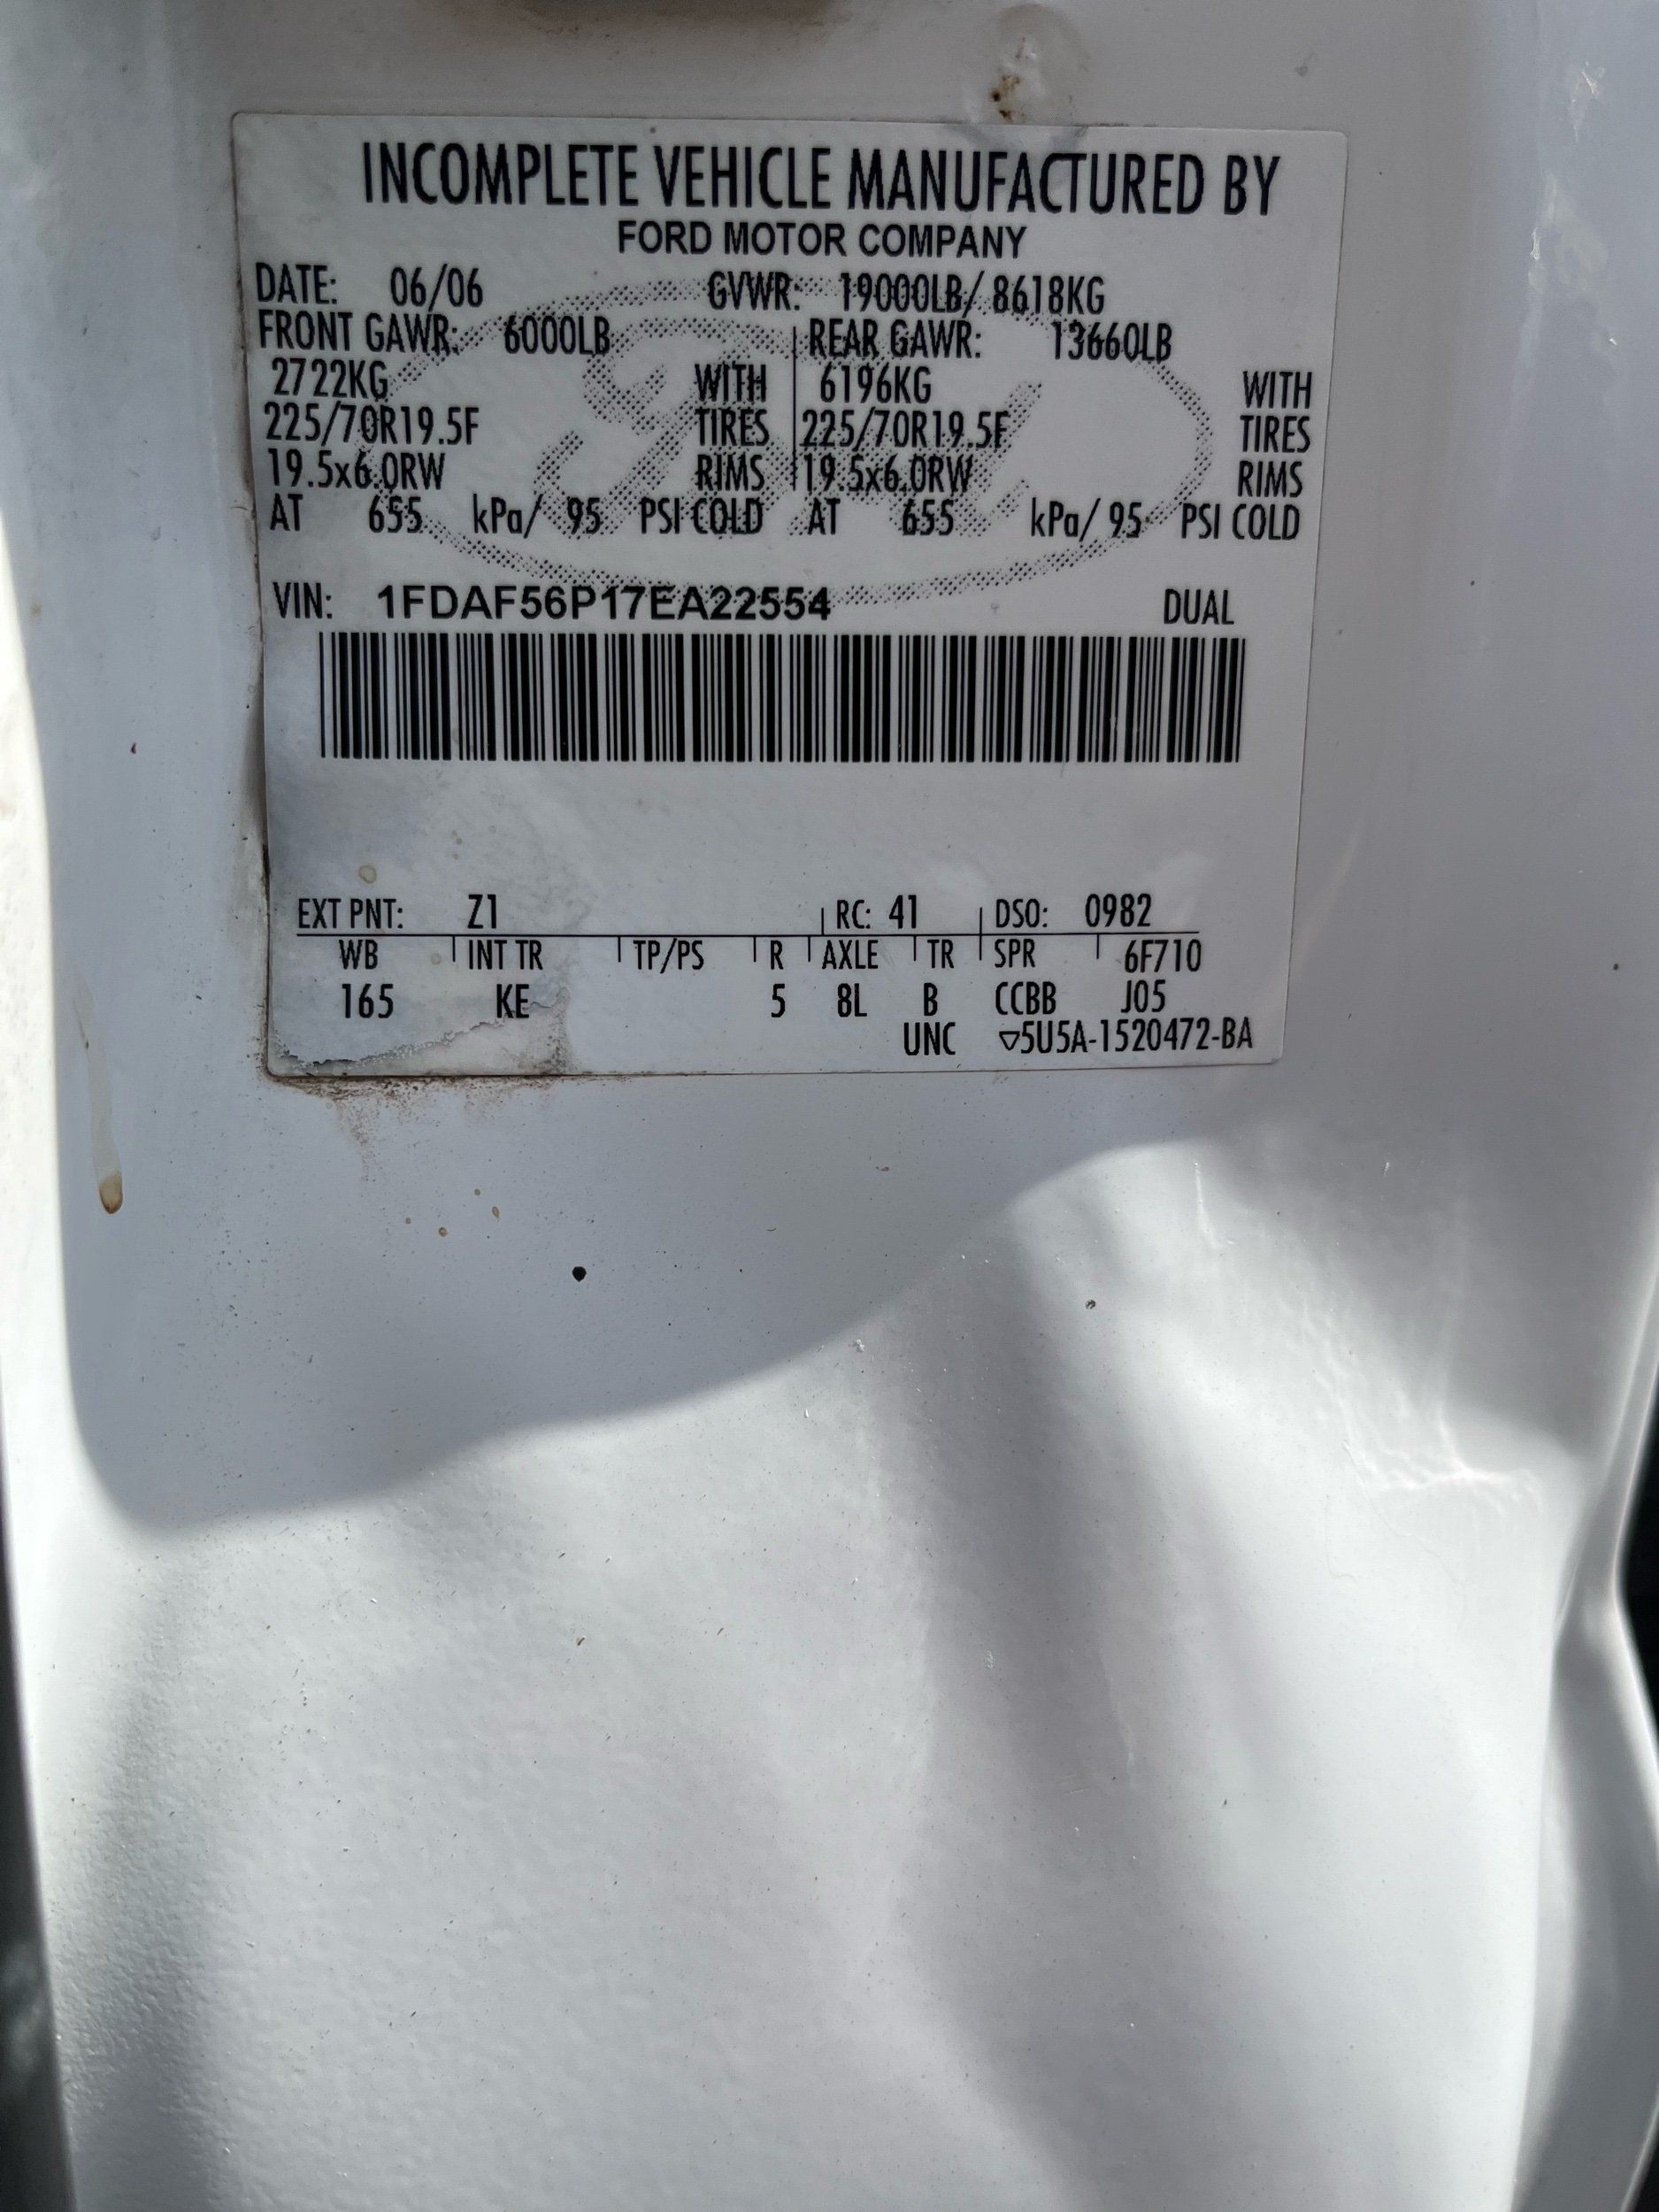 INCOMPLETE VEHICLE MANUFACTURED BY
FORD MOTOR COMPANY
DATE: 06/06 GVWR: 19000LB/ 8618KG
FRONT GAWR: 6000LB REAR GAWR: 13660LB
2722KG WITH 6196KG WITH
225/70R19.5F TIRES 225/70R19.5F TIRES
19.5x6.0RW RIMS 19.5x6.0RW RIMS
AT 655 kPa/ 95 PSI COLD AT 655 kPa/ 95 PSI COLD
VIN: 1FDAF56P17EA22554 DUAL
EXT PNT: Z1 RC: 41 DSO: 0982
WB INT TR TP/PS R AXLE TR SPR 6F710
165 KE 5 8L B CCBB J05
UNC ▽5U5A-1520472-BA